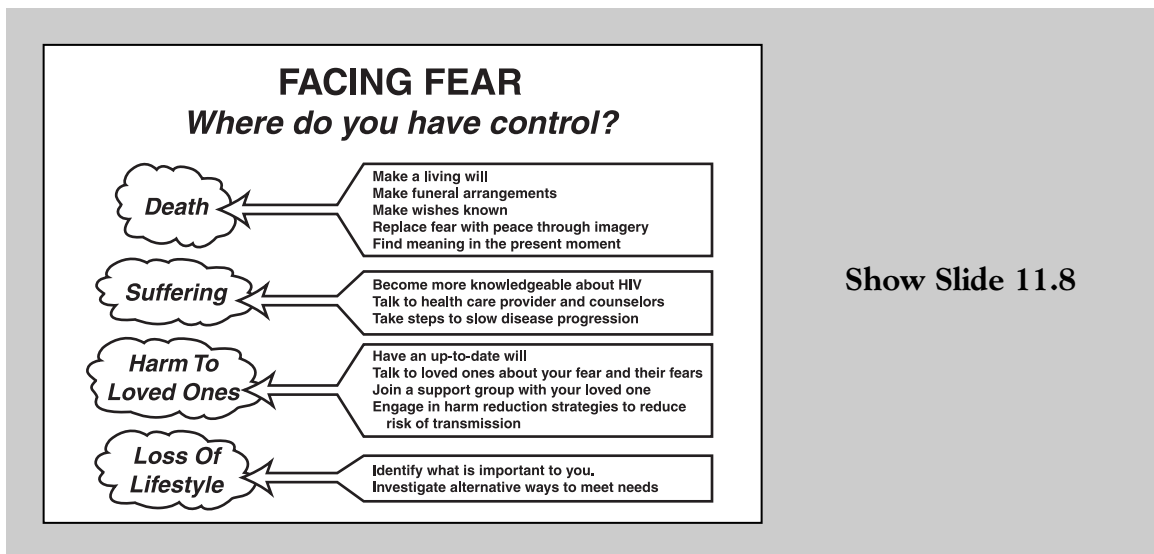 FACING FEAR
Where do you have control?
Death
Make a living will
Make funeral arrangements
Make wishes known
Replace fear with peace through imagery
Find meaning in the present moment
Suffering
Become more knowledgeable about HIV
Talk to health care provider and counselors
Take steps to slow disease progression
Harm To
Loved Ones
Have an up-to-date will
Talk to loved ones about your fear and their fears
Join a support group with your loved one
Engage in harm reduction strategies to reduce
risk of transmission
Loss Of
Lifestyle
Identify what is important to you.
Investigate alternative ways to meet needs
Show Slide 11.8